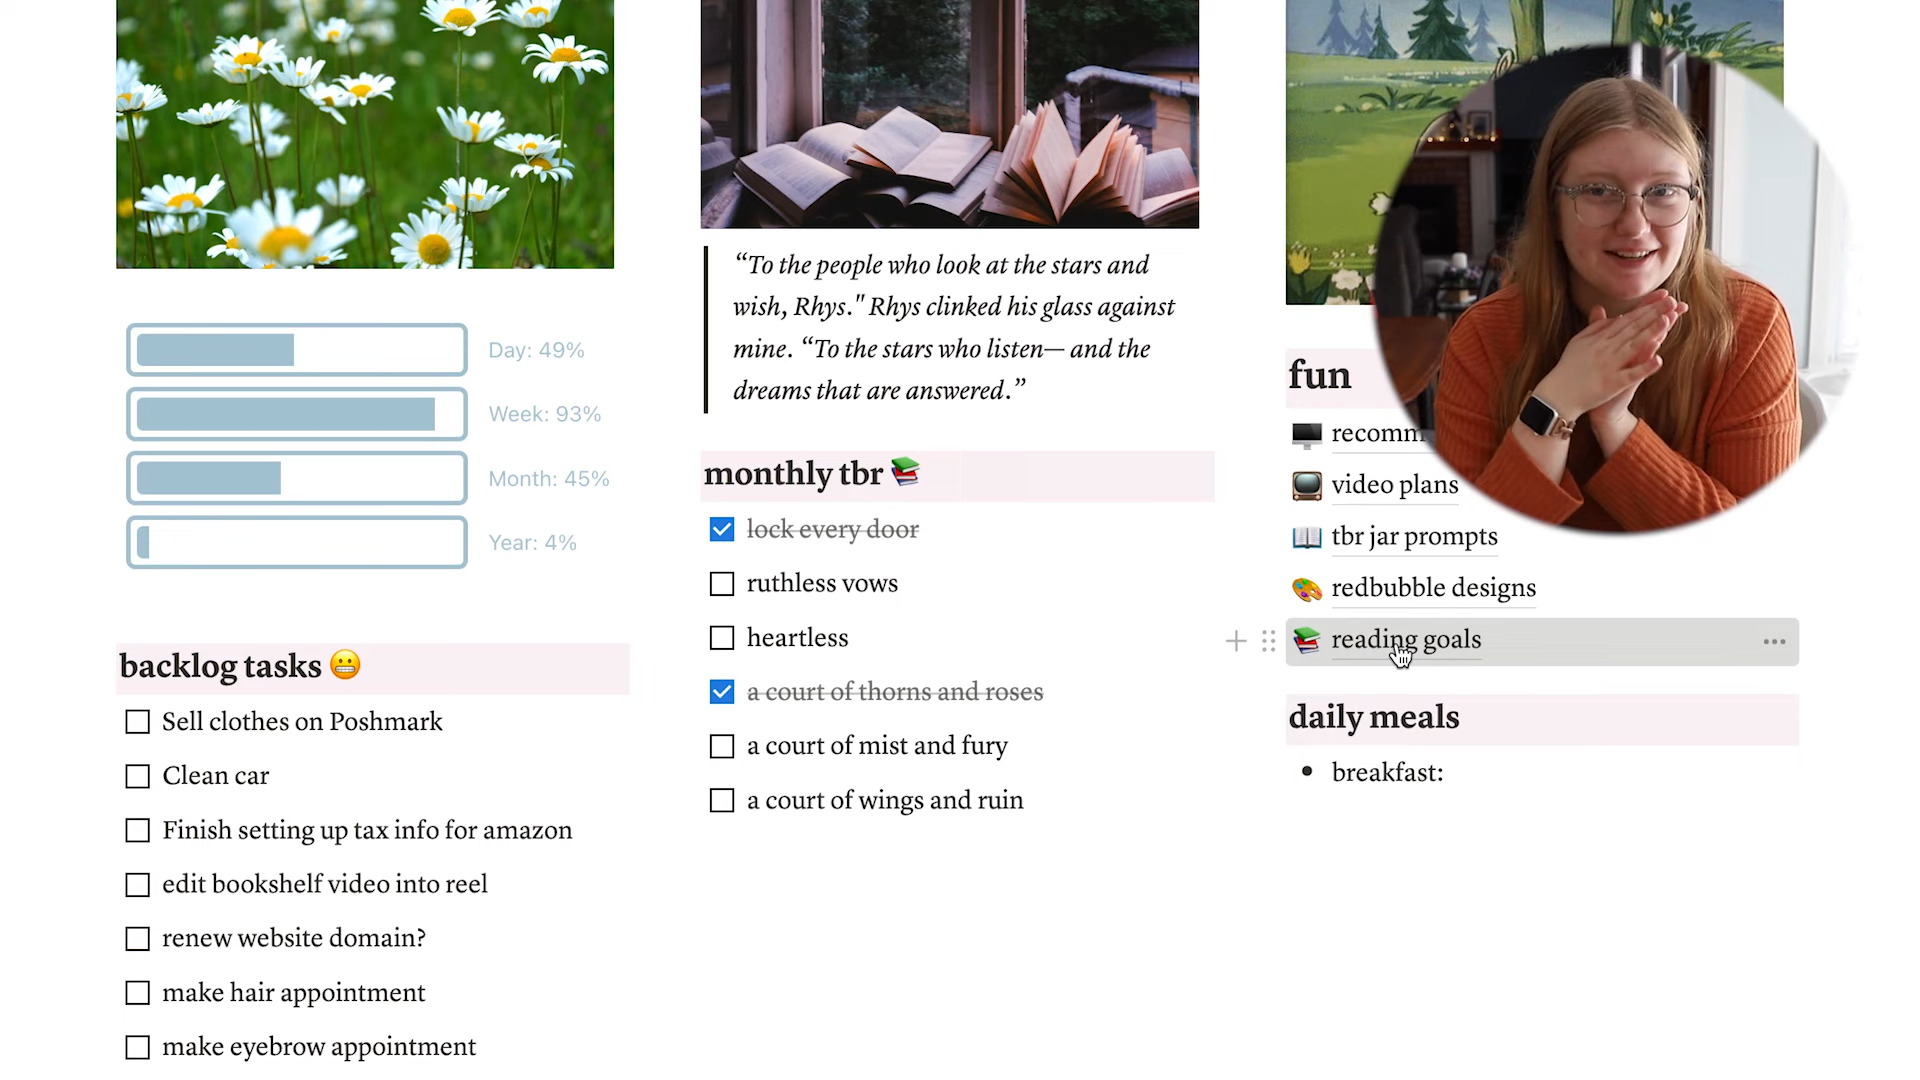 Day: 49%
Week: 93%
Month: 45%
Year: 4%
backlog tasks
Sell clothes on Poshmark
Clean car
Finish setting up tax info for amazon
edit bookshelf video into reel
renew website domain?
make hair appointment
make eyebrow appointment
“To the people who look at the stars and
wish, Rhys." Rhys clinked his glass against
mine. “To the stars who listen— and the
dreams that are answered.”
monthly tbr
lock every door
ruthless vows
heartless
a court of thorns and roses
a court of mist and fury
a court of wings and ruin
fun
video plans
tbr jar prompts
redbubble designs
reading goals
daily meals
breakfast: